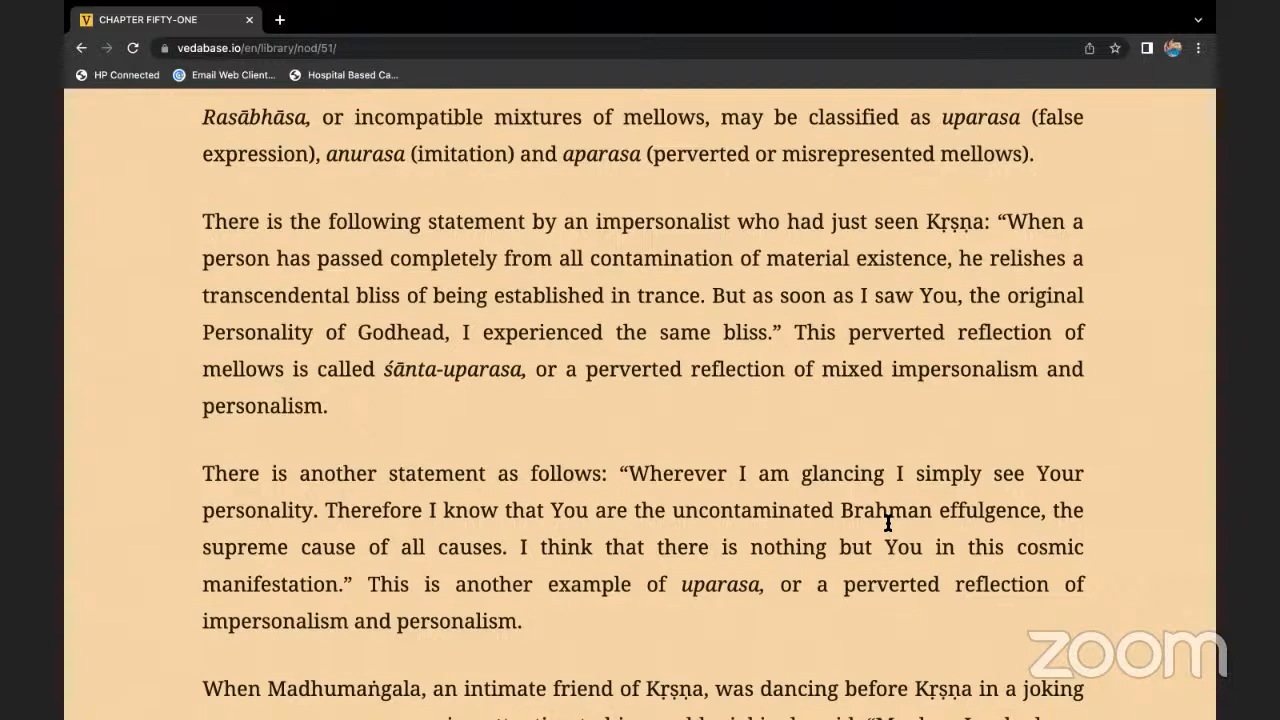 CHAPTER FIFTY-ONE
vedabase.io/en/library/nod/51/
HP Connected Email Web Client... Hospital Based Ca...
Rasābhāsa, or incompatible mixtures of mellows, may be classified as uparasa (false
expression), anurasa (imitation) and aparasa (perverted or misrepresented mellows).
There is the following statement by an impersonalist who had just seen Kṛṣṇa: “When a
person has passed completely from all contamination of material existence, he relishes a
transcendental bliss of being established in trance. But as soon as I saw You, the original
Personality of Godhead, I experienced the same bliss.” This perverted reflection of
mellows is called śānta-uparasa, or a perverted reflection of mixed impersonalism and
personalism.
There is another statement as follows: “Wherever I am glancing I simply see Your
personality. Therefore I know that You are the uncontaminated Brahman effulgence, the
supreme cause of all causes. I think that there is nothing but You in this cosmic
manifestation.” This is another example of uparasa, or a perverted reflection of
impersonalism and personalism.
zoom
When Madhumaṅgala, an intimate friend of Kṛṣṇa, was dancing before Kṛṣṇa in a joking